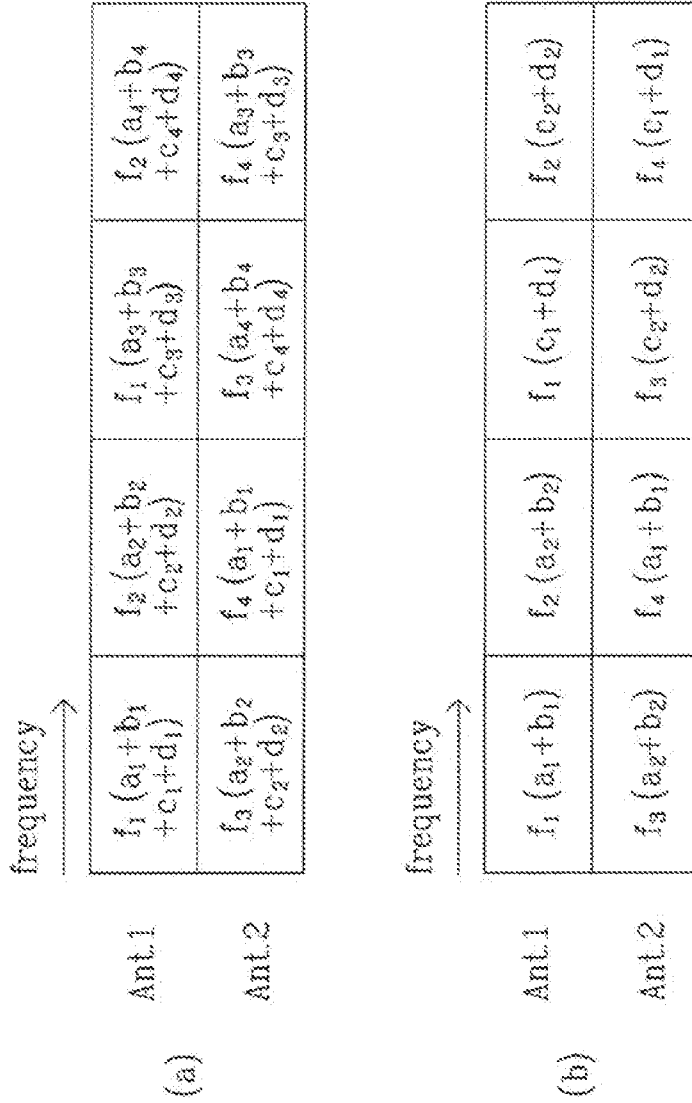 (a)
frequency
Ant.1
f₁ (a₁+b₁
+c₁+d₁)
f₂ (a₂+b₂
+c₂+d₂)
f₁ (a₃+b₃
+c₃+d₃)
f₂ (a₄+b₄
+c₄+d₄)
Ant.2
f₃ (a₂+b₂
+c₂+d₂)
f₄ (a₁+b₁
+c₁+d₁)
f₃ (a₄+b₄
+c₄+d₄)
f₄ (a₃+b₃
+c₃+d₃)
(b)
frequency
Ant.1
f₁ (a₁+b₁)
f₂ (a₂+b₂)
f₁ (c₁+d₁)
f₂ (c₂+d₂)
Ant.2
f₃ (a₂+b₂)
f₄ (a₁+b₁)
f₃ (c₂+d₂)
f₄ (c₁+d₁)